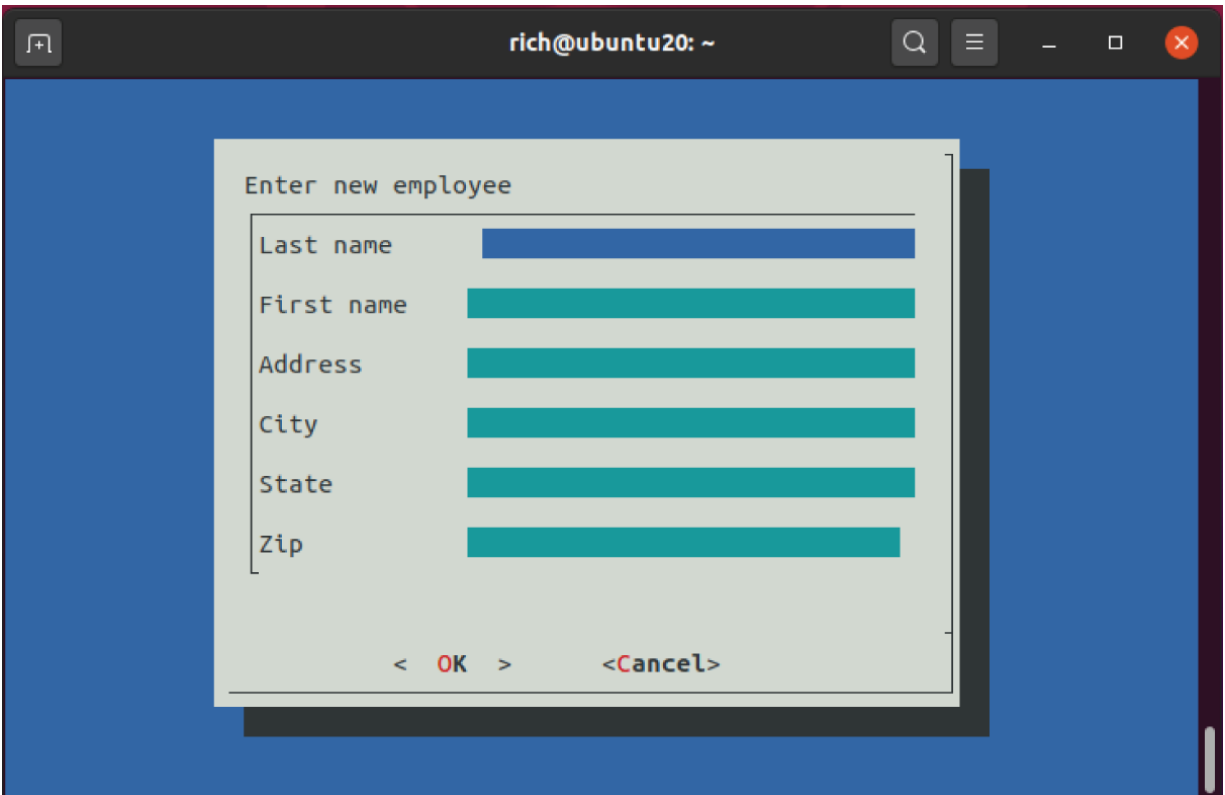 rich@ubuntu20: ~
Enter new employee
Last name
First name
Address
City
State
Zip
<  OK  >        <Cancel>